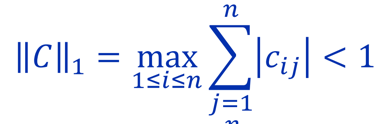 ‖C‖₁ = max_{1≤i≤n} ∑_{j=1}^{n} |c_{ij}| < 1